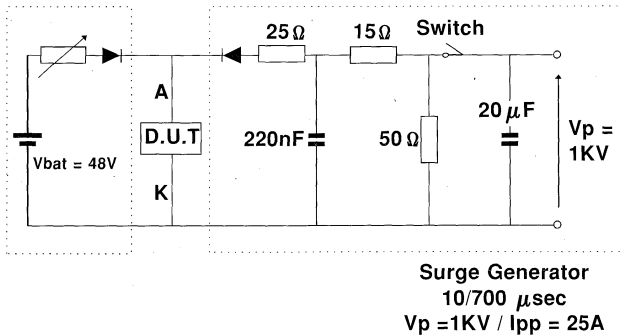 25Ω
15Ω
Switch
A
D.U.T
K
Vbat = 48V
220nF
50Ω
20μF
Vp =
1KV
Surge Generator
10/700 μsec
Vp =1KV / Ipp = 25A